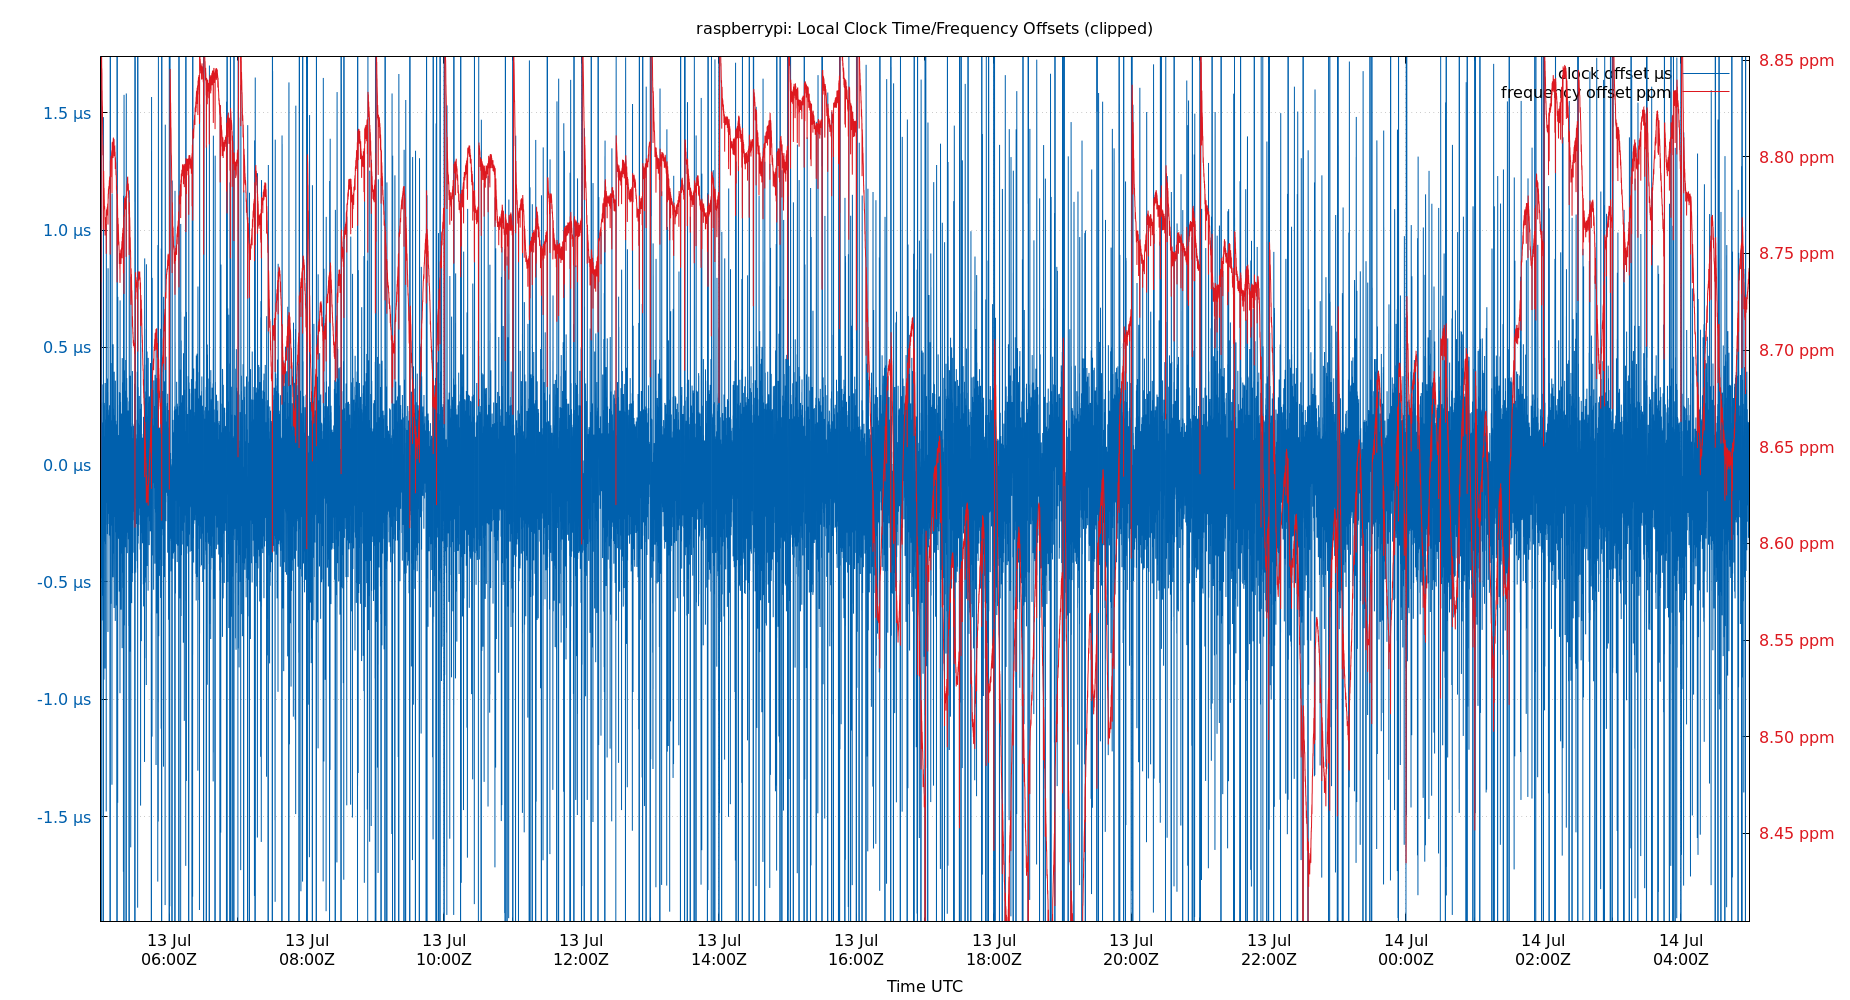 raspberrypi: Local Clock Time/Frequency Offsets (clipped)
clock offset µs
frequency offset ppm
1.5 µs
1.0 µs
0.5 µs
0.0 µs
-0.5 µs
-1.0 µs
-1.5 µs
8.85 ppm
8.80 ppm
8.75 ppm
8.70 ppm
8.65 ppm
8.60 ppm
8.55 ppm
8.50 ppm
8.45 ppm
13 Jul 13 Jul 13 Jul 13 Jul 13 Jul 13 Jul 13 Jul 13 Jul 13 Jul 14 Jul 14 Jul 14 Jul
06:00Z 08:00Z 10:00Z 12:00Z 14:00Z 16:00Z 18:00Z 20:00Z 22:00Z 00:00Z 02:00Z 04:00Z
Time UTC